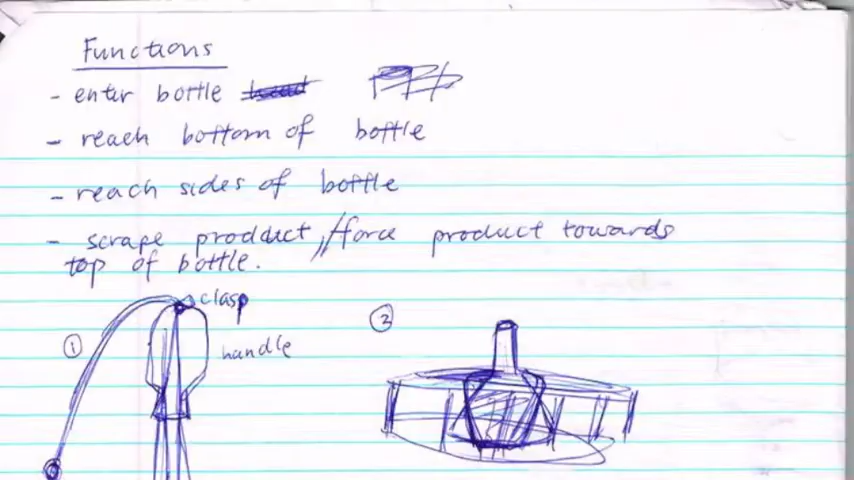 Functions
- enter bottle
- reach bottom of bottle
- reach sides of bottle
- scrape prodduct, //force product towards
top of bottle.
clasp
①
handle
②